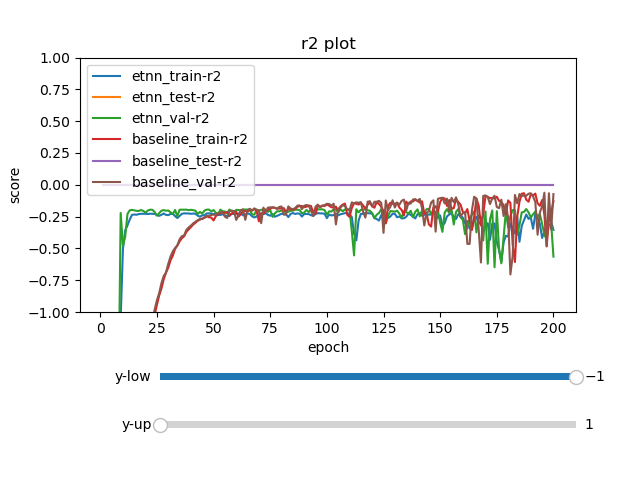 r2 plot
1.00
0.75
0.50
0.25
0.00
−0.25
−0.50
−0.75
−1.00
score
etnn_train-r2
etnn_test-r2
etnn_val-r2
baseline_train-r2
baseline_test-r2
baseline_val-r2
0 25 50 75 100 125 150 175 200
epoch
y-low −1
y-up 1